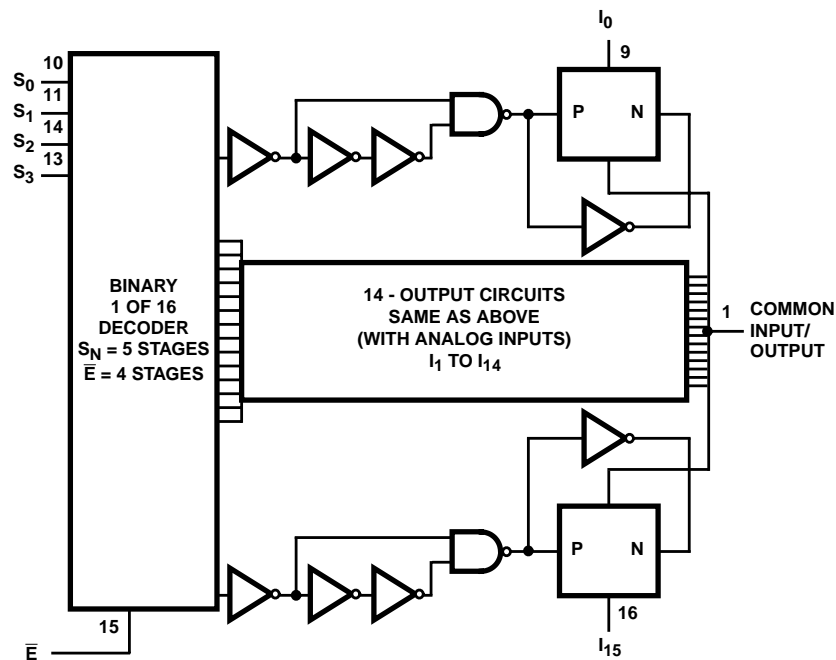 I0
9
10
S0
11
S1
14
S2
13
S3
P N
BINARY
1 OF 16
DECODER
SN = 5 STAGES
E̅ = 4 STAGES
14 - OUTPUT CIRCUITS
SAME AS ABOVE
(WITH ANALOG INPUTS)
I1 TO I14
1
COMMON
INPUT/
OUTPUT
P N
15
E̅
16
I15